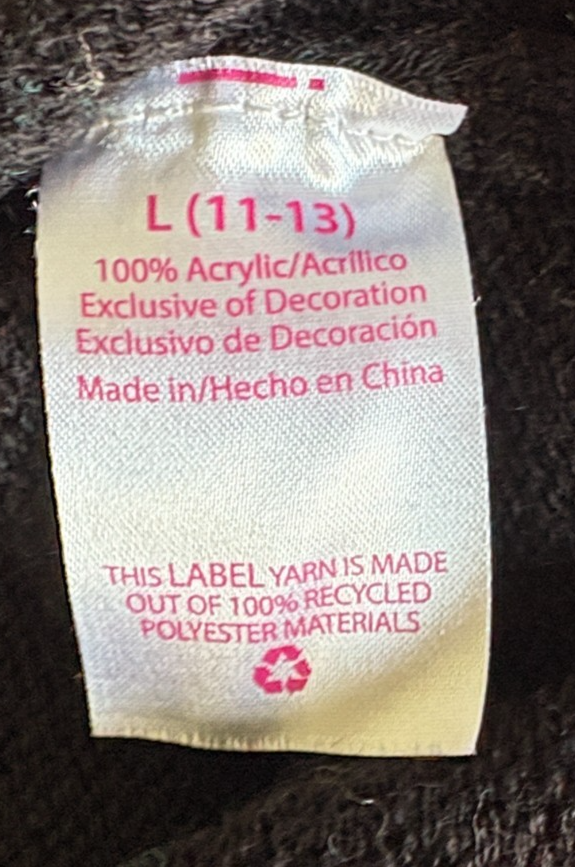 L (11-13)
100% Acrylic/Acrílico
Exclusive of Decoration
Exclusivo de Decoración
Made in/Hecho en China
THIS LABEL YARN IS MADE
OUT OF 100% RECYCLED
POLYESTER MATERIALS